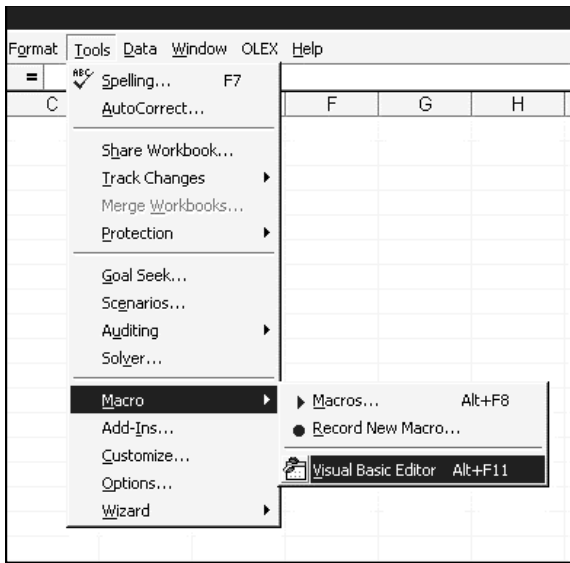 Format Tools Data Window OLEX Help
=
ABC Spelling... F7
C F G H
AutoCorrect...
Share Workbook...
Track Changes
Merge Workbooks...
Protection
Goal Seek...
Scenarios...
Auditing
Solver...
Macro
Macros... Alt+F8
Add-Ins...
Record New Macro...
Customize...
Visual Basic Editor Alt+F11
Options...
Wizard